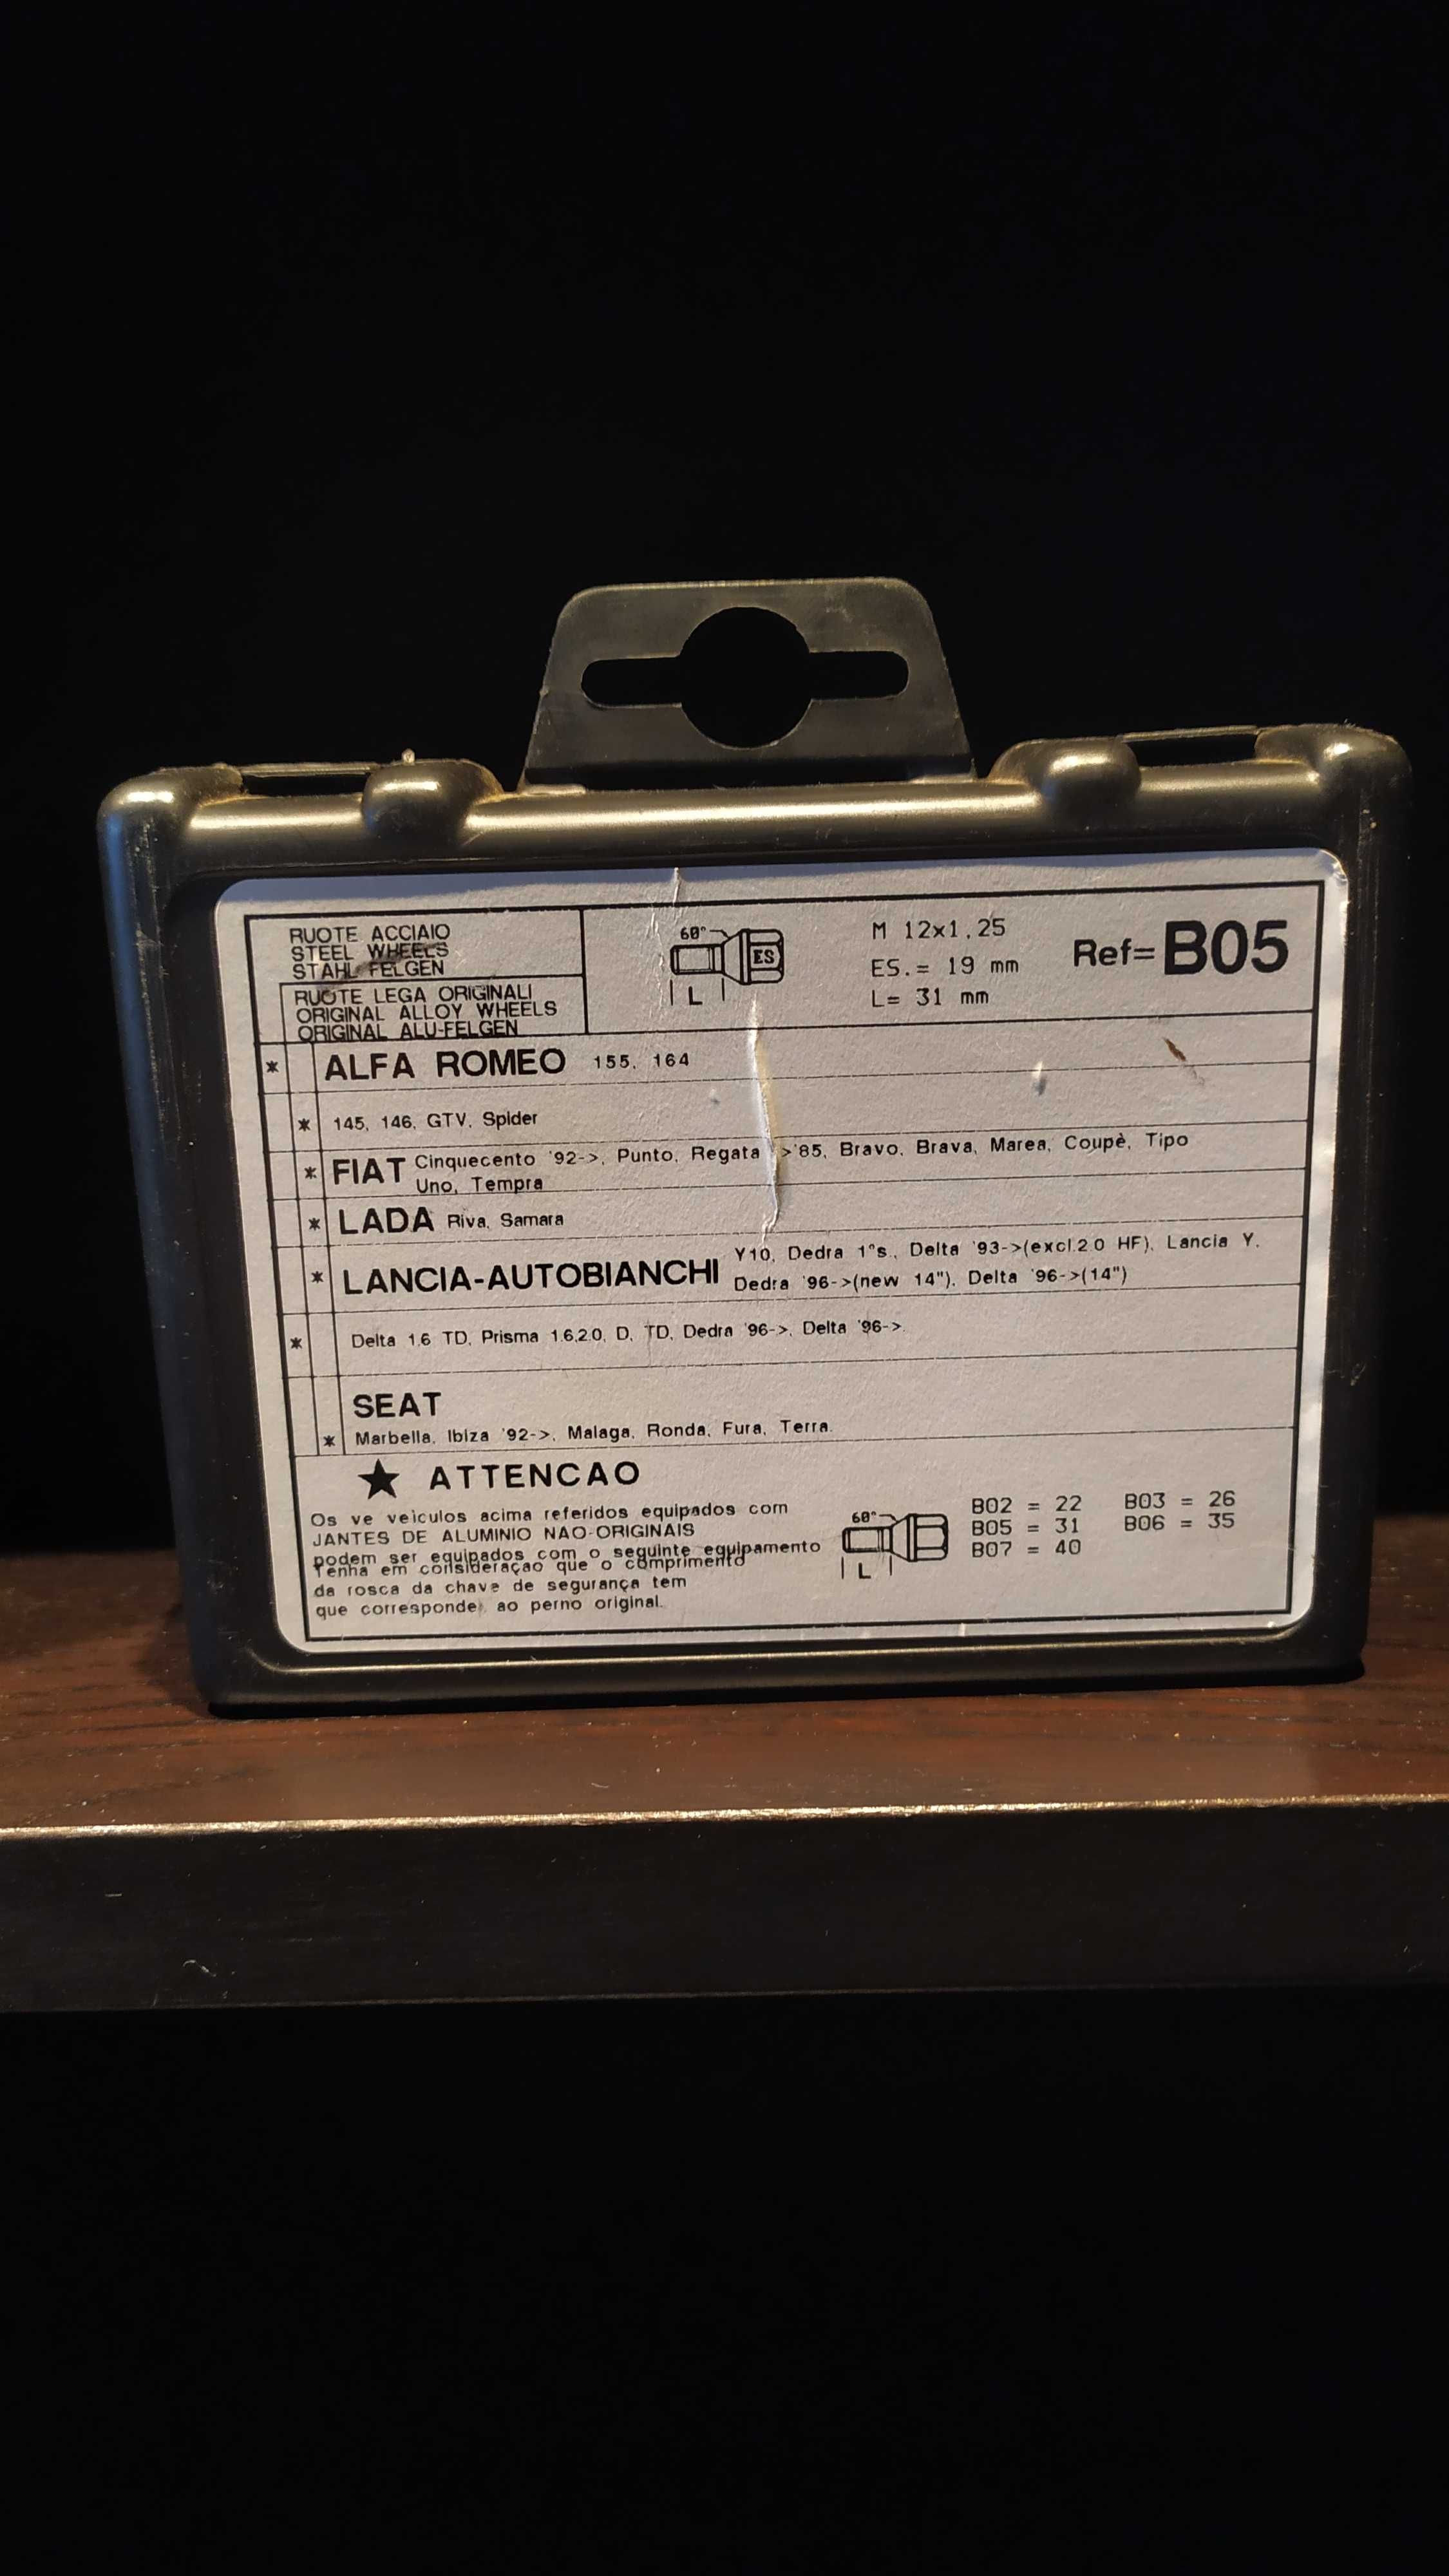 RUOTE ACCIAIO
STEEL WHEELS
STAHL FELGEN
RUOTE LEGA ORIGINALI
ORIGINAL ALLOY WHEELS
ORIGINAL ALU-FELGEN
60°
ES
L
M 12x1.25
ES.= 19 mm
L= 31 mm
Ref=B05
* ALFA ROMEO 155, 164
* 145, 146, GTV, Spider
* FIAT Cinquecento '92->, Punto, Regata >'85, Bravo, Brava, Marea, Coupè, Tipo
Uno, Tempra
* LADA Riva, Samara
* LANCIA-AUTOBIANCHI Y10, Dedra 1°s., Delta '93->(excl.2.0 HF), Lancia Y,
Dedra '96->(new 14"), Delta '96->(14")
* Delta 1.6 TD, Prisma 1.6,2.0, D, TD, Dedra '96->, Delta '96->.
SEAT
* Marbella, Ibiza '92->, Malaga, Ronda, Fura, Terra.
★ ATTENCAO
Os ve veiculos acima referidos equipados com
JANTES DE ALUMINIO NAO-ORIGINAIS
podem ser equipados com o seguinte equipamento
Tenha em consideraçao que o comprimento
da rosca da chave de segurança tem
que corresponde ao perno original.
60°
L
B02 = 22 B03 = 26
B05 = 31 B06 = 35
B07 = 40